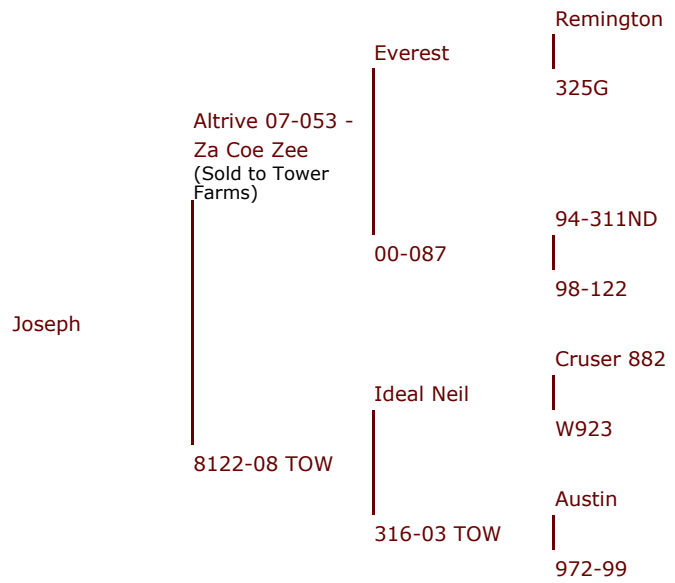 Remington
Everest
325G
Altrive 07-053 -
Za Coe Zee
(Sold to Tower
Farms)
94-311ND
00-087
98-122
Joseph
Cruser 882
Ideal Neil
W923
8122-08 TOW
Austin
316-03 TOW
972-99